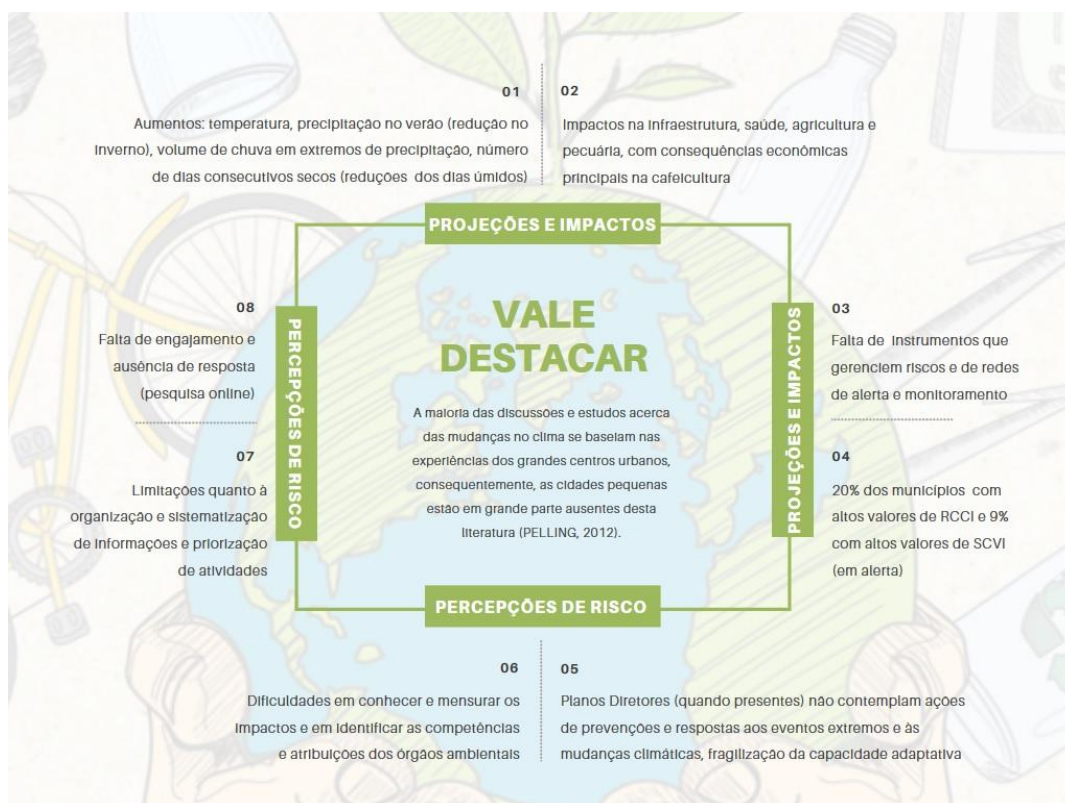 01
Aumentos: temperatura, precipitação no verão (redução no
inverno), volume de chuva em extremos de precipitação, número
de dias consecutivos secos (reduções dos dias úmidos)
02
Impactos na infraestrutura, saúde, agricultura e
pecuária, com consequências econômicas
principais na cafeicultura
PROJEÇÕES E IMPACTOS
08
Falta de engajamento e
ausência de resposta
(pesquisa online)
07
Limitações quanto à
organização e sistematização
de informações e priorização
de atividades
PERCEPÇÕES DE RISCO
VALE
DESTACAR
A maioria das discussões e estudos acerca
das mudanças no clima se baseiam nas
experiências dos grandes centros urbanos,
consequentemente, as cidades pequenas
estão em grande parte ausentes desta
literatura (PELLING, 2012).
PROJEÇÕES E IMPACTOS
03
Falta de instrumentos que
gerenciem riscos e de redes
de alerta e monitoramento
04
20% dos municípios com
altos valores de RCCI e 9%
com altos valores de SCVI
(em alerta)
PERCEPÇÕES DE RISCO
06
Dificuldades em conhecer e mensurar os
impactos e em identificar as competências
e atribuições dos órgãos ambientais
05
Planos Diretores (quando presentes) não contemplam ações
de prevenções e respostas aos eventos extremos e às
mudanças climáticas, fragilização da capacidade adaptativa